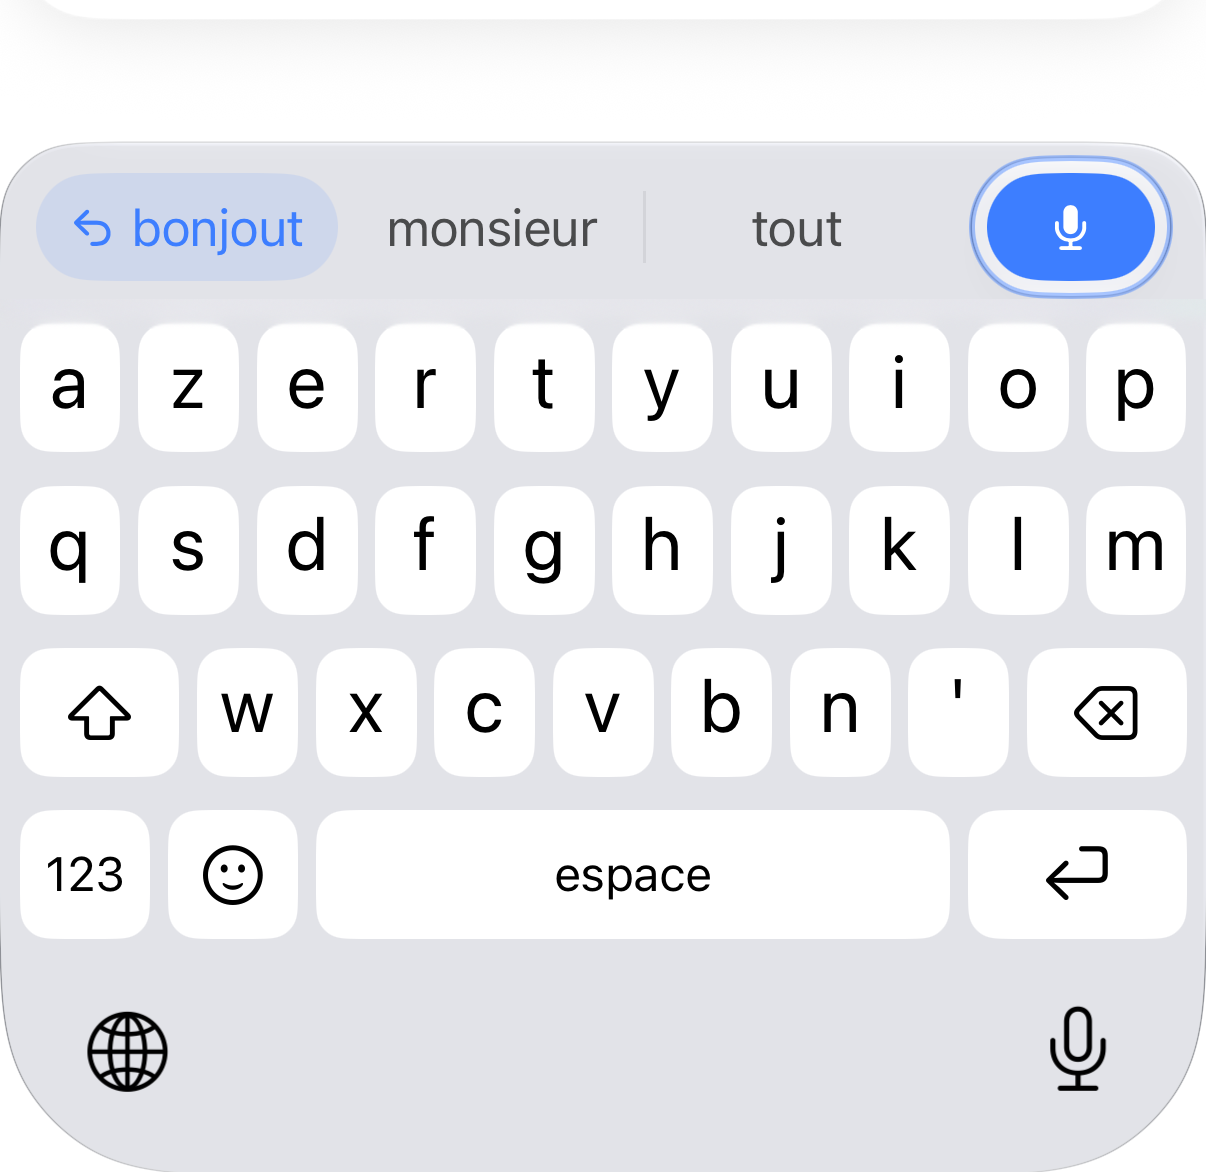 bonjout monsieur tout
a z e r t y u i o p
q s d f g h j k l m
w x c v b n '
123 espace